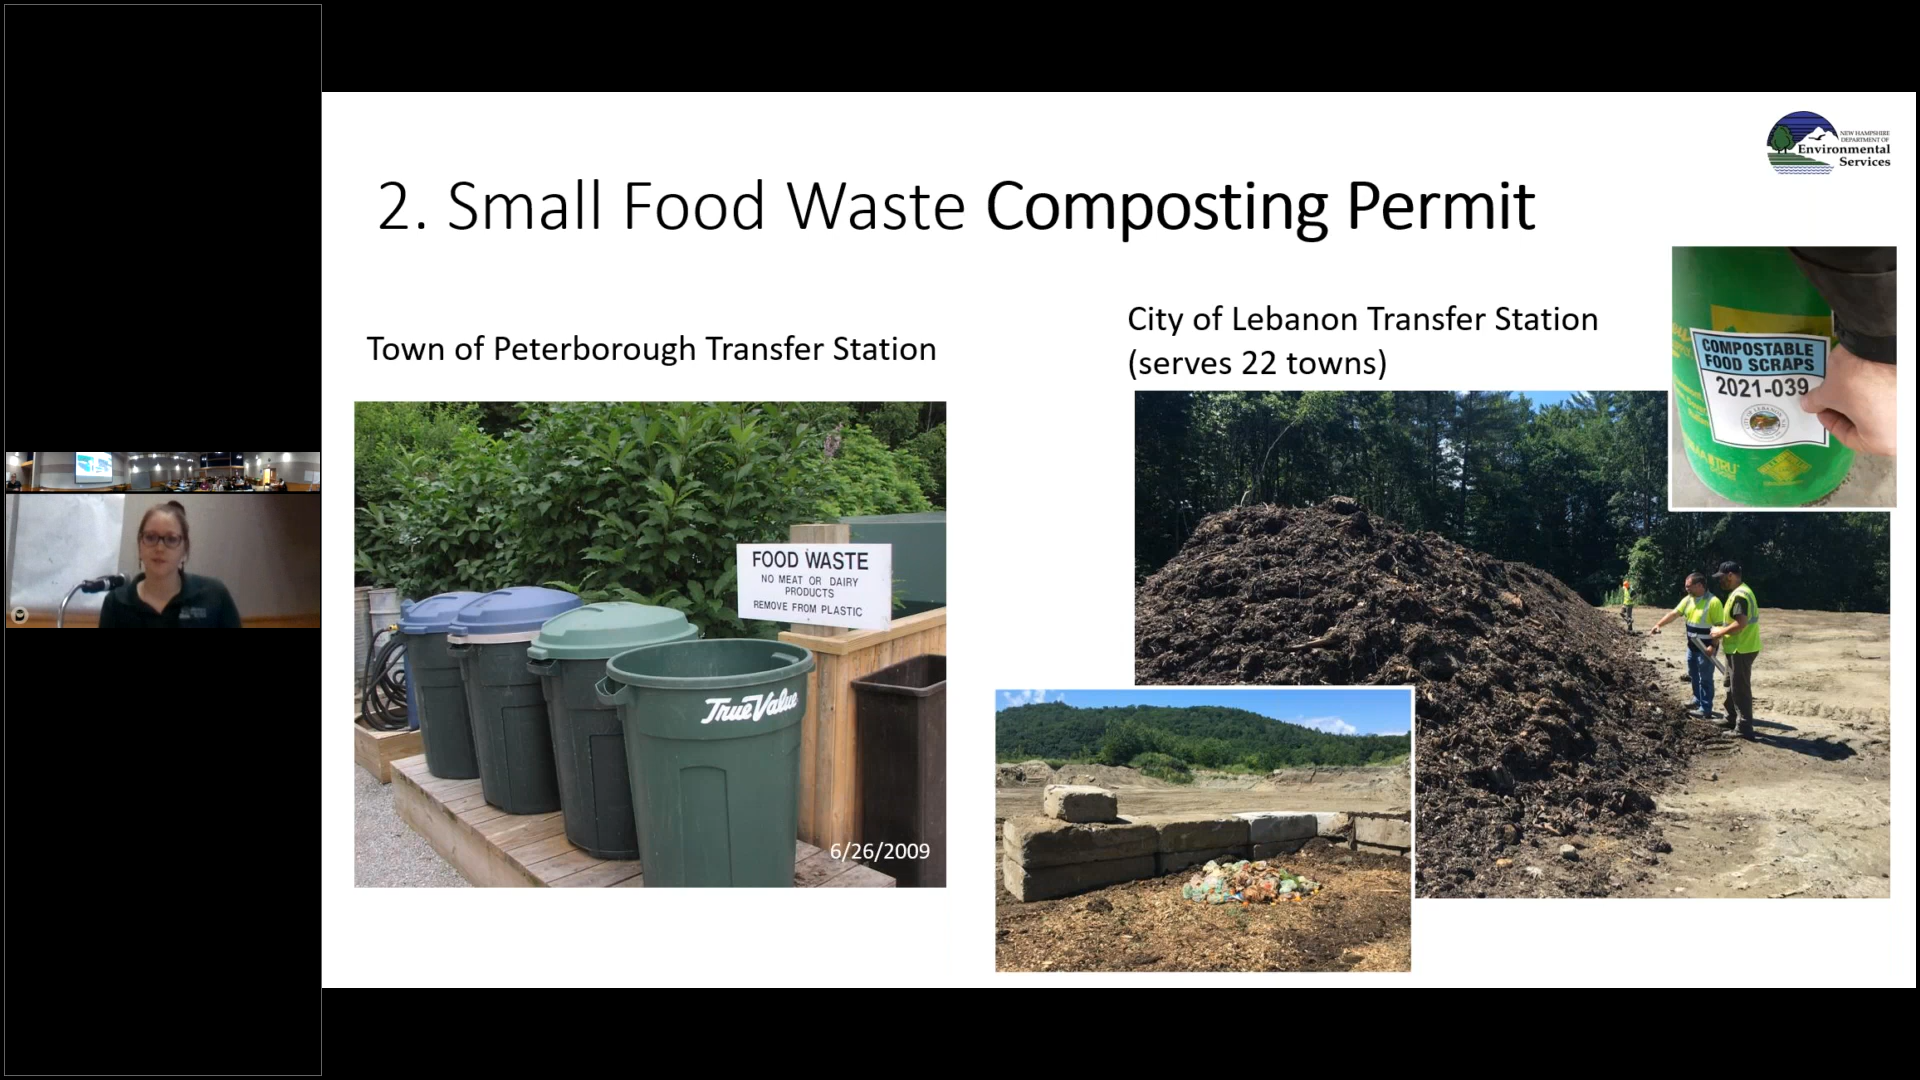 NEW HAMPSHIRE
DEPARTMENT OF
Environmental
Services
2. Small Food Waste Composting Permit
Town of Peterborough Transfer Station
City of Lebanon Transfer Station
(serves 22 towns)
COMPOSTABLE
FOOD SCRAPS
2021-039
FOOD WASTE
NO MEAT OR DAIRY
PRODUCTS
REMOVE FROM PLASTIC
TrueValue
6/26/2009